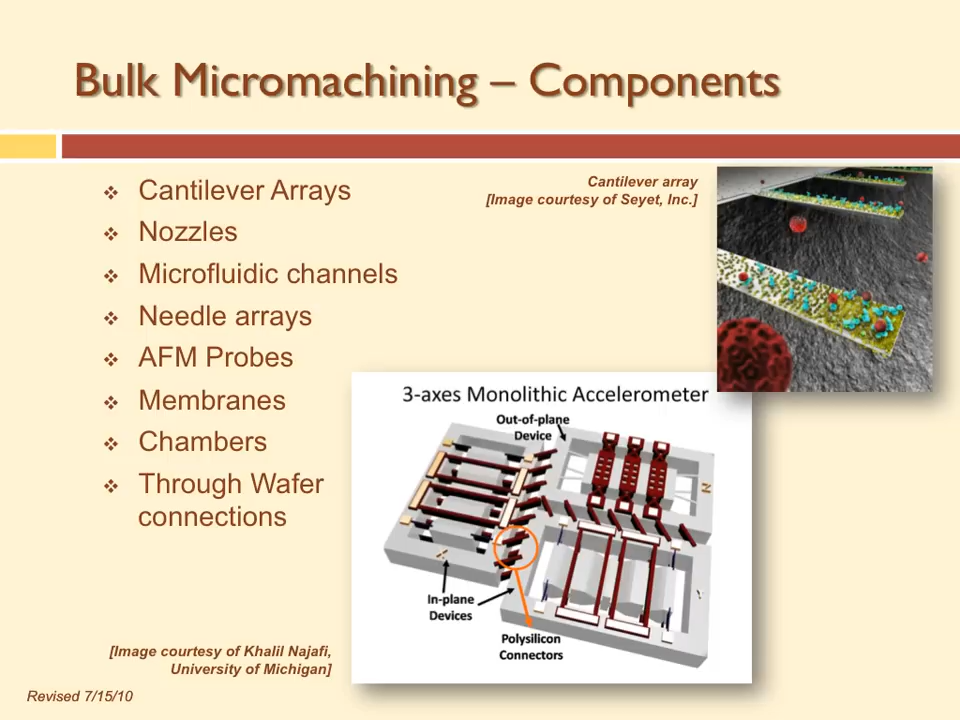 Bulk Micromachining – Components
❖ Cantilever Arrays
❖ Nozzles
❖ Microfluidic channels
❖ Needle arrays
❖ AFM Probes
❖ Membranes
❖ Chambers
❖ Through Wafer
connections
Cantilever array
[Image courtesy of Seyet, Inc.]
3-axes Monolithic Accelerometer
Out-of-plane
Device
In-plane
Devices
Polysilicon
Connectors
[Image courtesy of Khalil Najafi,
University of Michigan]
Revised 7/15/10